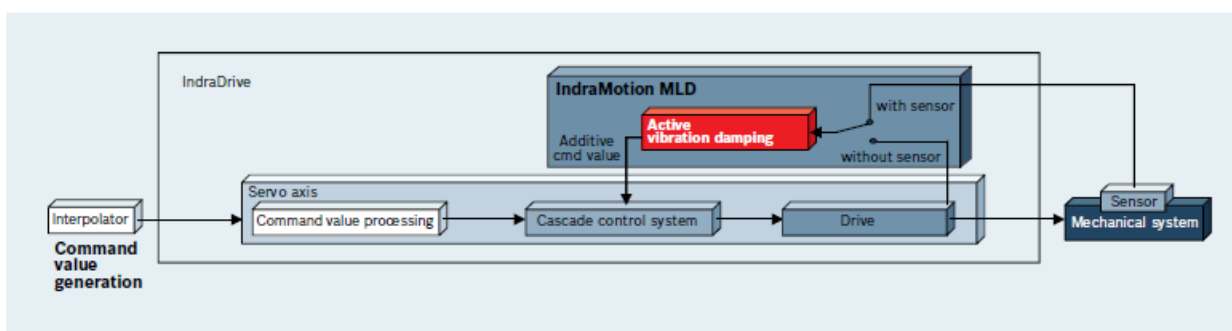 IndraDrive
IndraMotion MLD
with sensor
Active
vibration damping
Additive
cmd value
without sensor
Servo axis
Sensor
Interpolator
Command value processing
Cascade control system
Drive
Mechanical system
Command
value
generation